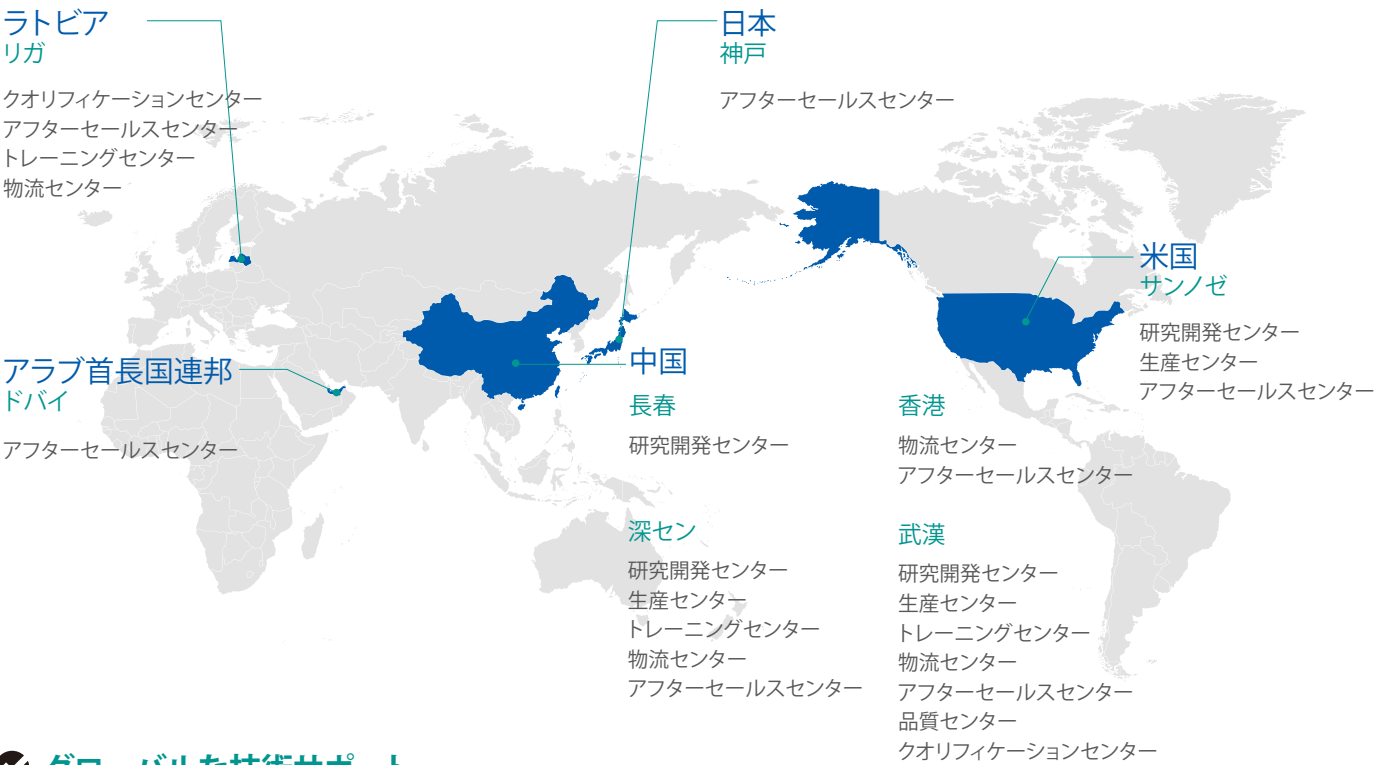 ラトビア
リガ
クオリフィケーションセンター
アフターセールスセンター
トレーニングセンター
物流センター
日本
神戸
アフターセールスセンター
米国
サンノゼ
研究開発センター
生産センター
アフターセールスセンター
アラブ首長国連邦
ドバイ
アフターセールスセンター
中国
長春
研究開発センター
香港
物流センター
アフターセールスセンター
深セン
研究開発センター
生産センター
トレーニングセンター
物流センター
アフターセールスセンター
武漢
研究開発センター
生産センター
トレーニングセンター
物流センター
アフターセールスセンター
品質センター
クオリフィケーションセンター
グローバルな技術サポート